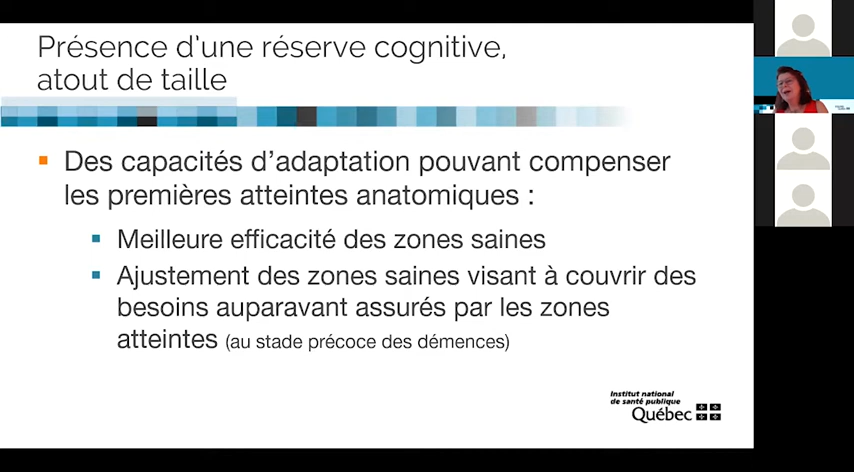 Présence d'une réserve cognitive,
atout de taille
Des capacités d'adaptation pouvant compenser
les premières atteintes anatomiques :
Meilleure efficacité des zones saines
Ajustement des zones saines visant à couvrir des
besoins auparavant assurés par les zones
atteintes (au stade précoce des démences)
Institut national
de santé publique
Québec